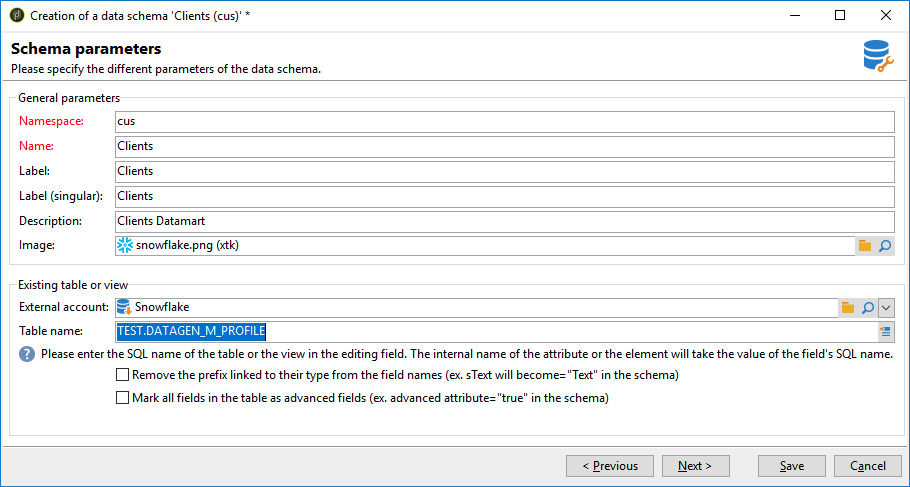 Creation of a data schema 'Clients (cus)' *
Schema parameters
Please specify the different parameters of the data schema.
General parameters
Namespace: cus
Name: Clients
Label: Clients
Label (singular): Clients
Description: Clients Datamart
Image: snowflake.png (xtk)
Existing table or view
External account: Snowflake
Table name: TEST.DATAGEN_M_PROFILE
Please enter the SQL name of the table or the view in the editing field. The internal name of the attribute or the element will take the value of the field's SQL name.
Remove the prefix linked to their type from the field names (ex. sText will become="Text" in the schema)
Mark all fields in the table as advanced fields (ex. advanced attribute="true" in the schema)
< Previous Next > Save Cancel